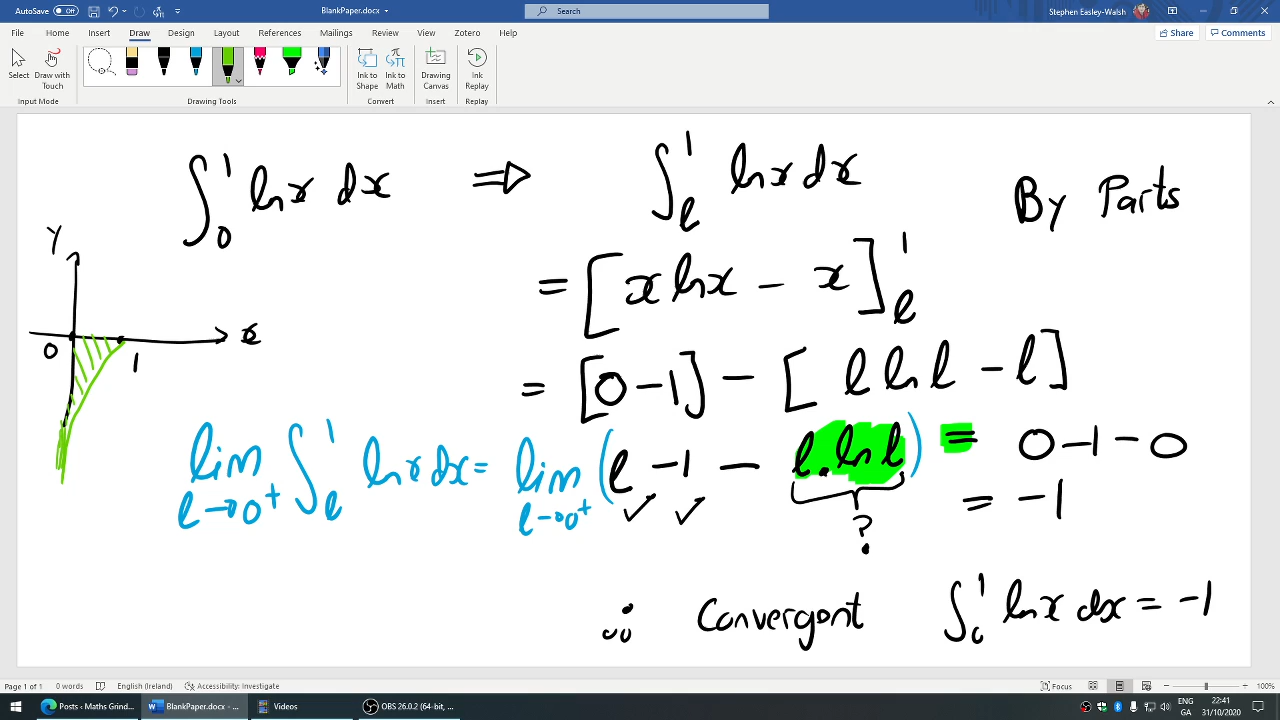 AutoSave Off BlankPaper.docx Search Stephen Easley-Walsh
File Home Insert Draw Design Layout References Mailings Review View Zotero Help Share Comments
Select Draw with Touch Ink to Shape Ink to Math Drawing Canvas Ink Replay
Input Mode Drawing Tools Convert Insert Replay
∫₀¹ ln x dx ⇒ ∫ₗ¹ ln x dx By Parts
= [x ln x − x]ₗ¹
y
0 1 x
= [0 − 1] − [l ln l − l]
lim l→0⁺ ∫ₗ¹ ln x dx = lim l→0⁺ (l − 1 − l.ln l) = 0 − 1 − 0
✓ ✓ ?
= −1
∴ Convergent ∫₀¹ ln x dx = −1
Page 1 of 1 0 words English (Ireland) Accessibility: Investigate Focus 100%
Posts - Maths Grind... BlankPaper.docx - ... Videos OBS 26.0.2 (64-bit, ... ENG 22:41
GA 31/10/2020